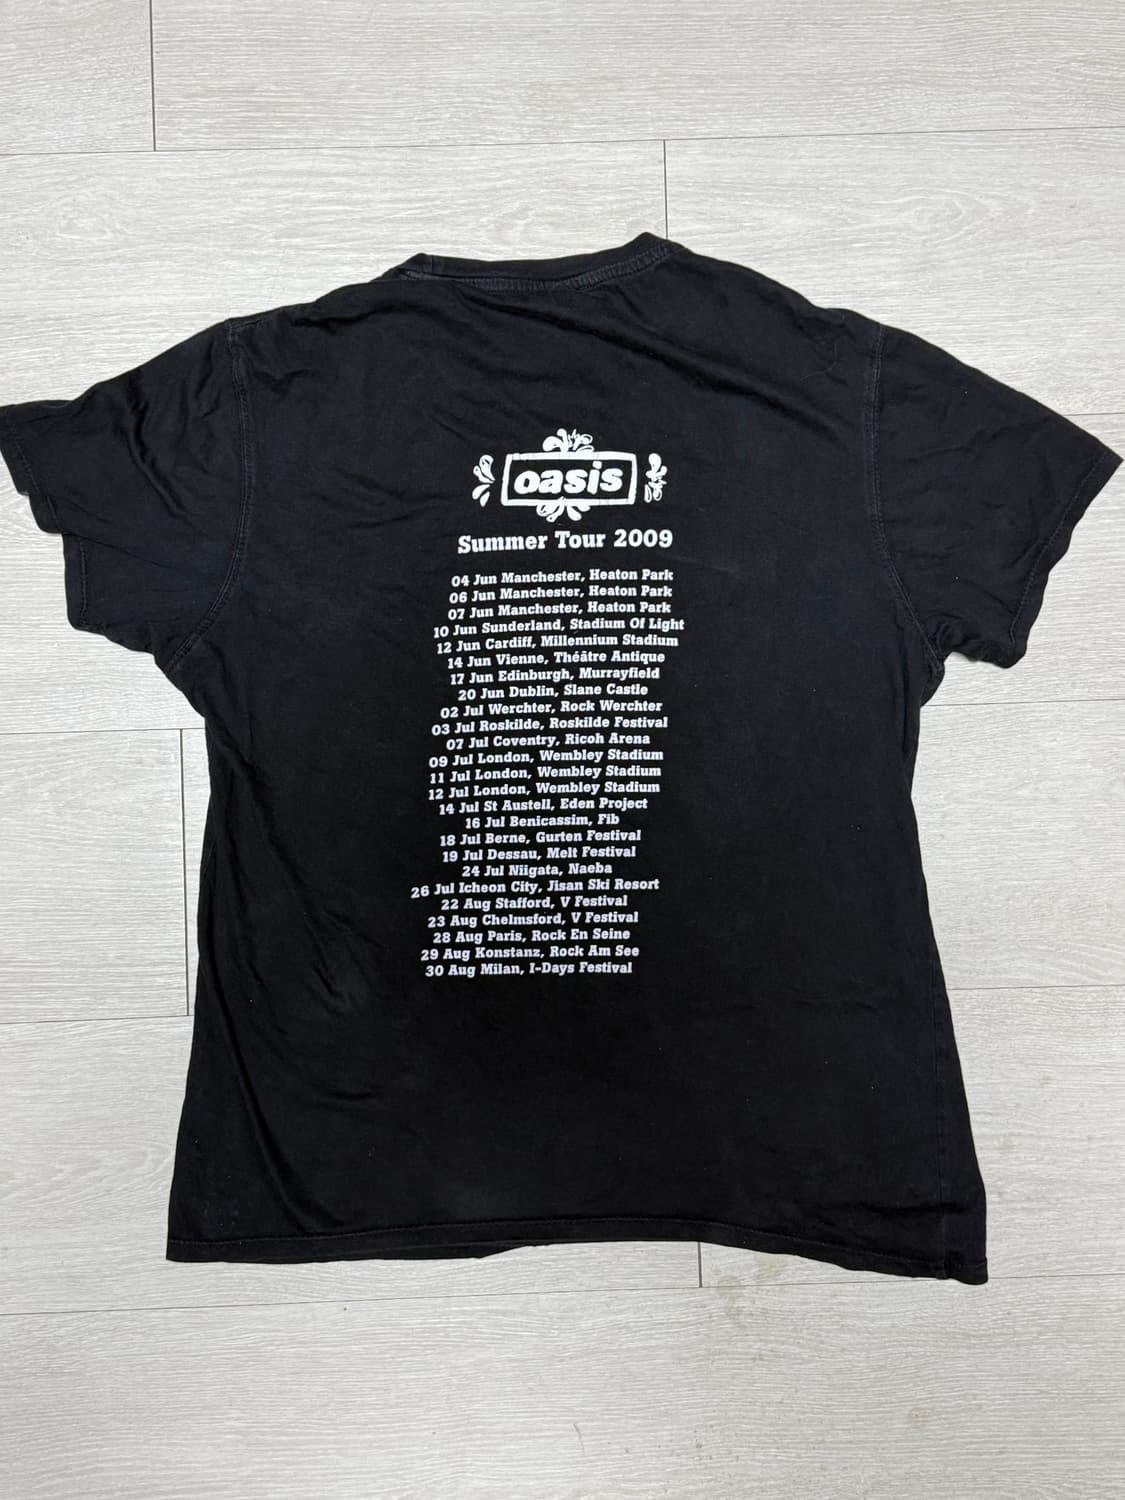 oasis
Summer Tour 2009
04 Jun Manchester, Heaton Park
06 Jun Manchester, Heaton Park
07 Jun Manchester, Heaton Park
10 Jun Sunderland, Stadium Of Light
12 Jun Cardiff, Millennium Stadium
14 Jun Vienne, Théâtre Antique
17 Jun Edinburgh, Murrayfield
20 Jun Dublin, Slane Castle
02 Jul Werchter, Rock Werchter
03 Jul Roskilde, Roskilde Festival
07 Jul Coventry, Ricoh Arena
09 Jul London, Wembley Stadium
11 Jul London, Wembley Stadium
12 Jul London, Wembley Stadium
14 Jul St Austell, Eden Project
16 Jul Benicassim, Fib
18 Jul Berne, Gurten Festival
19 Jul Dessau, Melt Festival
24 Jul Niigata, Naeba
26 Jul Icheon City, Jisan Ski Resort
22 Aug Stafford, V Festival
23 Aug Chelmsford, V Festival
28 Aug Paris, Rock En Seine
29 Aug Konstanz, Rock Am See
30 Aug Milan, I-Days Festival